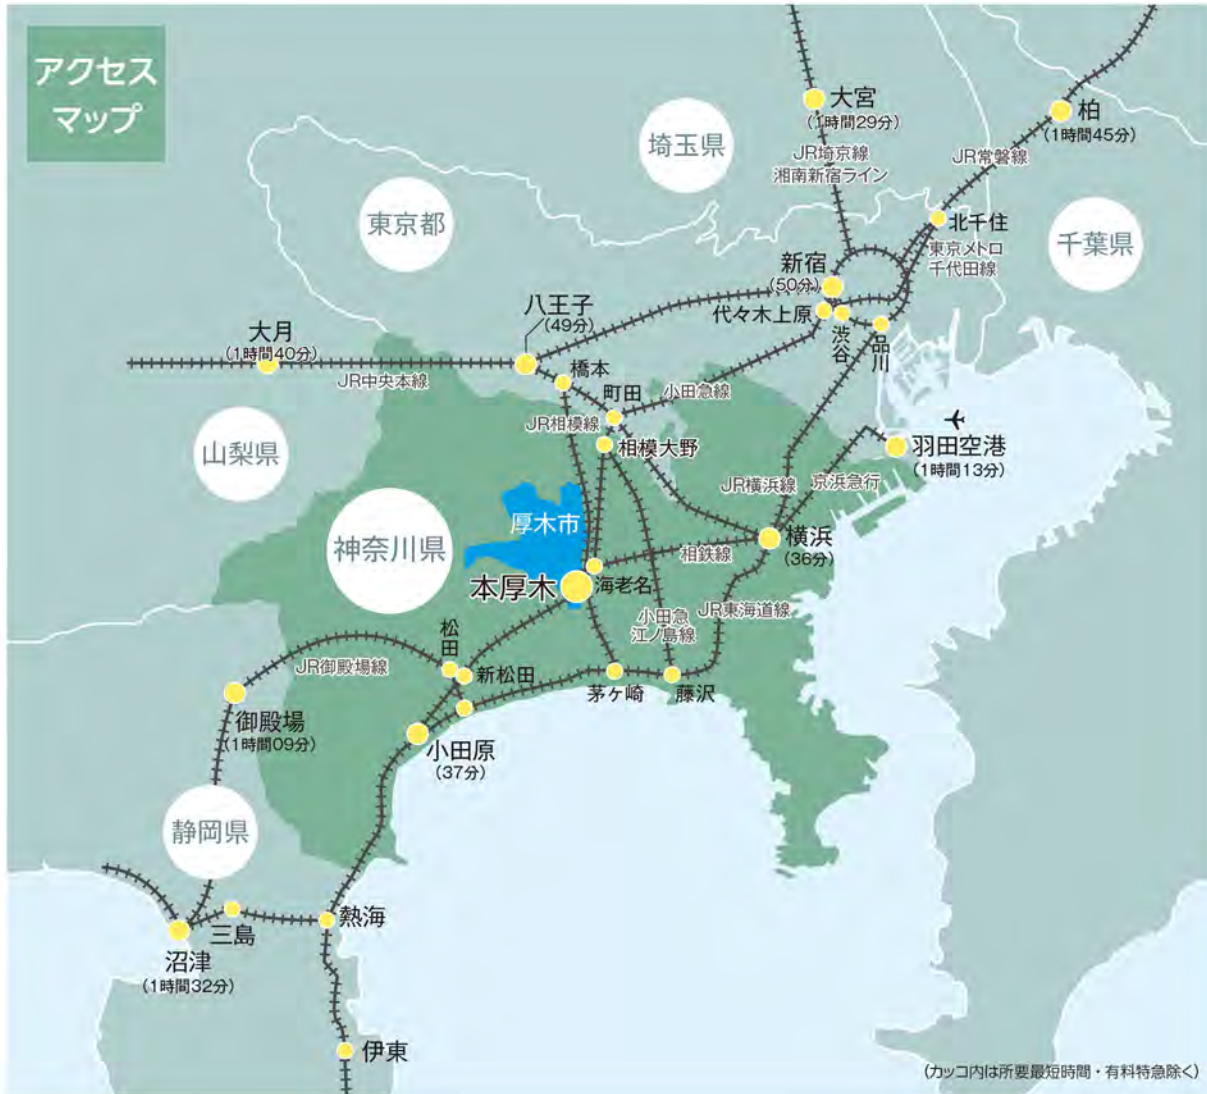 アクセス
マップ
大宮
(1時間29分)
柏
(1時間45分)
埼玉県
JR埼京線
湘南新宿ライン
JR常磐線
東京都
北千住
東京メトロ
千代田線
千葉県
新宿
(50分)
八王子
(49分)
代々木上原
渋谷
品川
大月
(1時間40分)
JR中央本線
橋本
町田
小田急線
JR相模線
相模大野
山梨県
羽田空港
(1時間13分)
JR横浜線
京浜急行
厚木市
神奈川県
横浜
(36分)
相鉄線
本厚木
海老名
小田急
江ノ島線
JR東海道線
松田
JR御殿場線
新松田
茅ヶ崎
藤沢
御殿場
(1時間09分)
小田原
(37分)
静岡県
三島
熱海
沼津
(1時間32分)
伊東
(カッコ内は所要最短時間・有料特急除く)